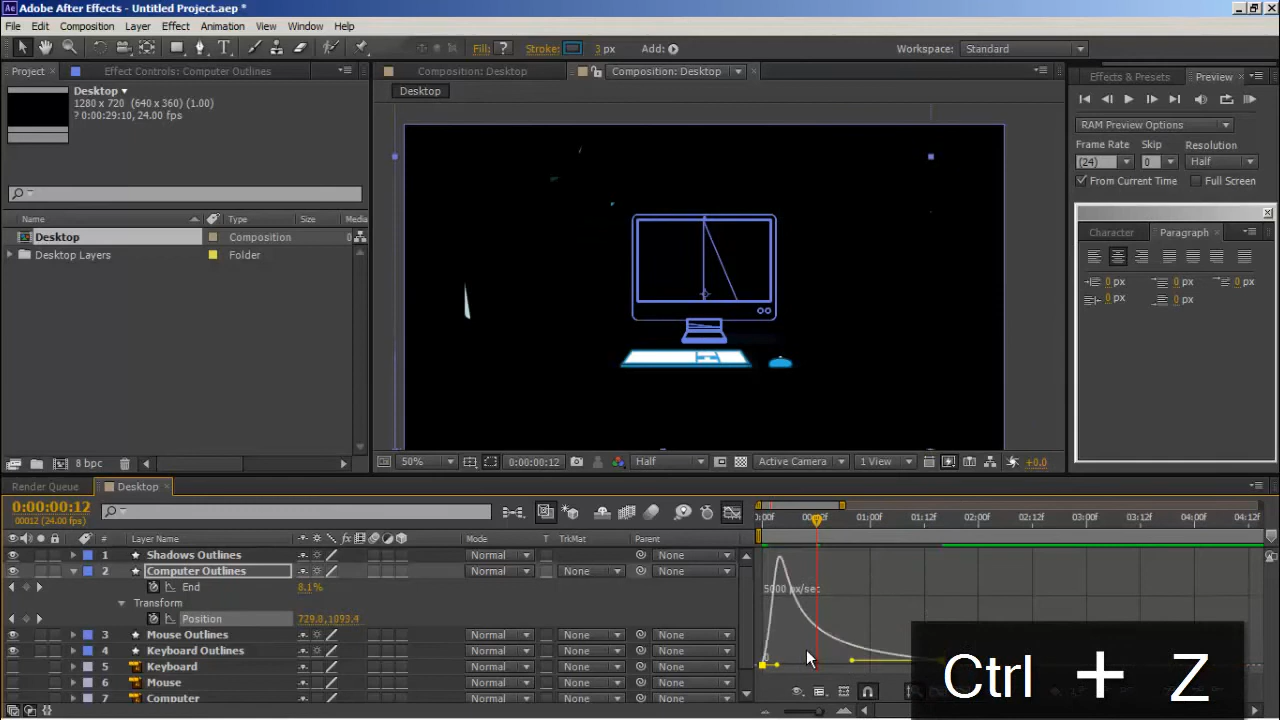 Adobe After Effects - Untitled Project.aep *
File Edit Composition Layer Effect Animation View Window Help
Fill: ? Stroke: 3 px Add: Workspace: Standard
Project Effect Controls: Computer Outlines Composition: Desktop Composition: Desktop Effects & Presets Preview
Desktop
Desktop
1280 x 720 (640 x 360) (1.00)
? 0:00:29:10, 24.00 fps
RAM Preview Options
Frame Rate Skip Resolution
(24) 0 Half
From Current Time Full Screen
Name Type Size Media
Desktop Composition 0
Desktop Layers Folder
Character Paragraph
0 px 0 px 0 px
0 px 0 px
8 bpc 50% 0:00:00:12 Half Active Camera 1 View +0.0
Render Queue Desktop
0:00:00:12
00012 (24.00 fps)
# Layer Name Mode T TrkMat Parent
00f 01:00f 01:12f 02:00f 02:12f 03:00f 03:12f 04:00f 04:12f
1 Shadows Outlines Normal None
2 Computer Outlines Normal None None
End 8.1%
5000 px/sec
Transform
Position 729.0,1093.4
3 Mouse Outlines Normal None None
4 Keyboard Outlines Normal None None
5 Keyboard Normal None None
6 Mouse Normal None None
7 Computer Normal None None
Ctrl + Z